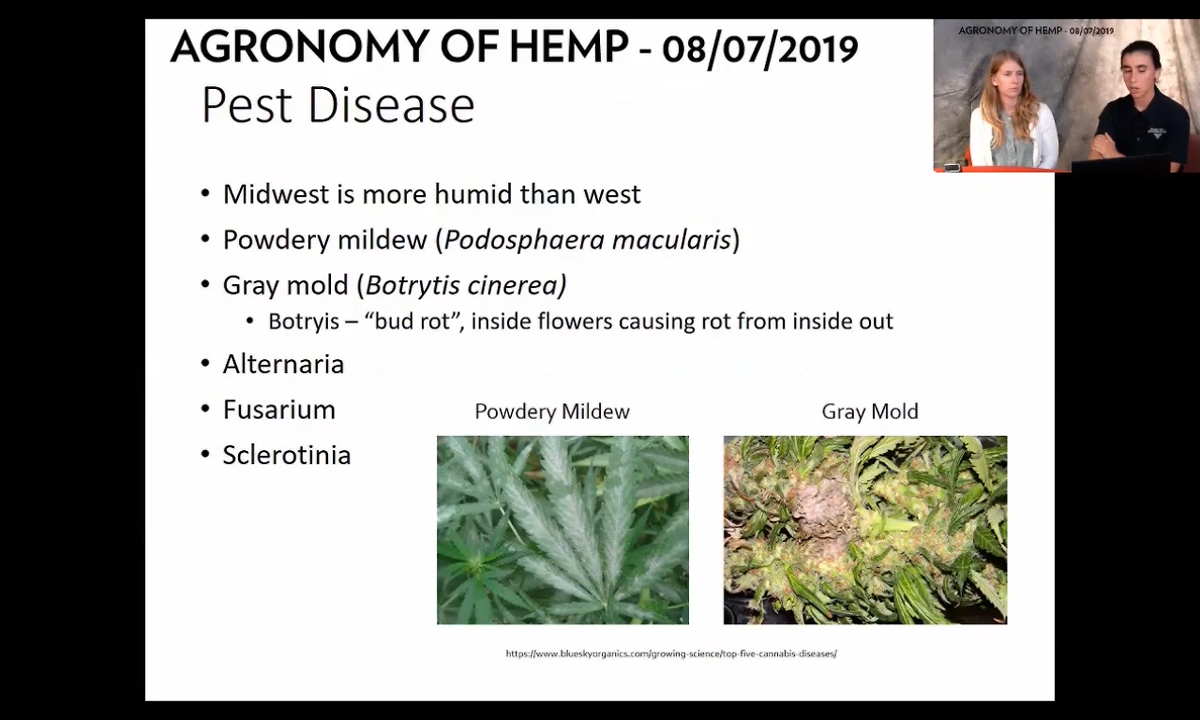 AGRONOMY OF HEMP - 08/07/2019
AGRONOMY OF HEMP - 08/07/2019
Pest Disease
• Midwest is more humid than west
• Powdery mildew (Podosphaera macularis)
• Gray mold (Botrytis cinerea)
• Botryis – “bud rot”, inside flowers causing rot from inside out
• Alternaria
• Fusarium
• Sclerotinia
Powdery Mildew
Gray Mold
https://www.blueskyorganics.com/growing-science/top-five-cannabis-diseases/